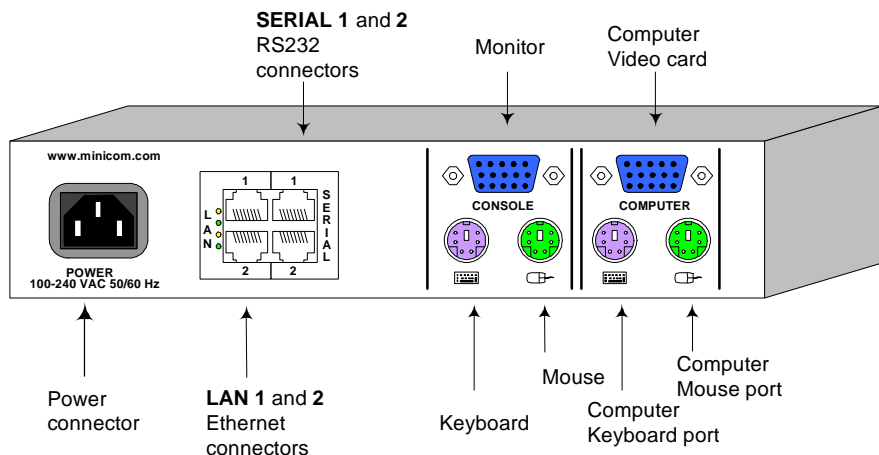 SERIAL 1 and 2
RS232
connectors
Monitor
Computer
Video card
www.minicom.com
1 1
LAN
SERIAL
2 2
CONSOLE
COMPUTER
POWER
100-240 VAC 50/60 Hz
Power
connector
LAN 1 and 2
Ethernet
connectors
Keyboard
Mouse
Computer
Keyboard port
Computer
Mouse port